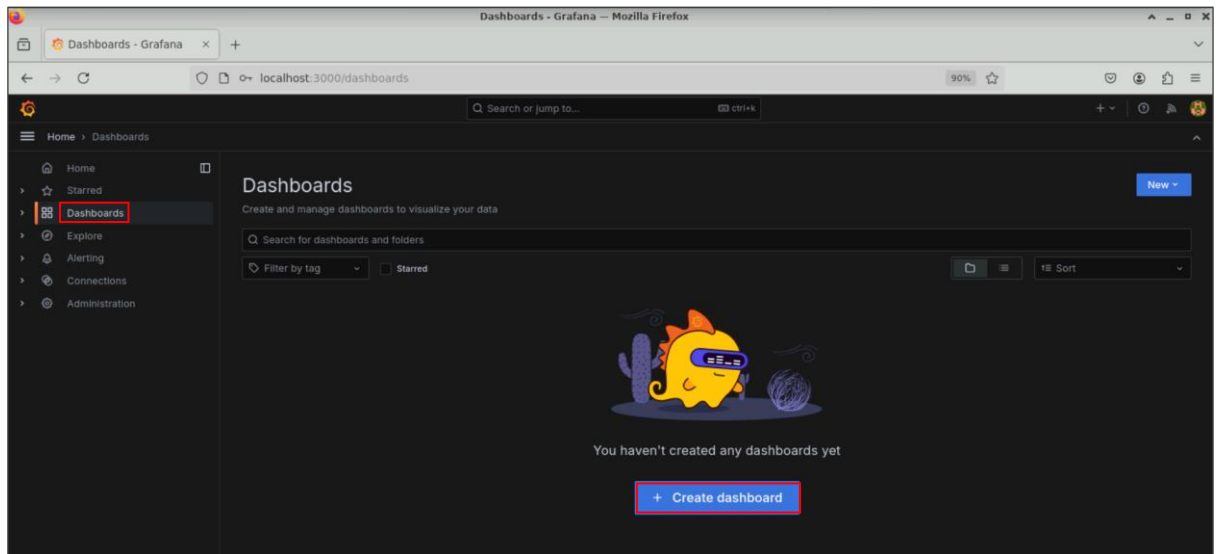 Dashboards - Grafana — Mozilla Firefox
Dashboards - Grafana
localhost:3000/dashboards
90%
Search or jump to...
ctrl+k
Home › Dashboards
Home
Starred
Dashboards
Explore
Alerting
Connections
Administration
Dashboards
New
Create and manage dashboards to visualize your data
Search for dashboards and folders
Filter by tag
Starred
Sort
You haven't created any dashboards yet
+ Create dashboard